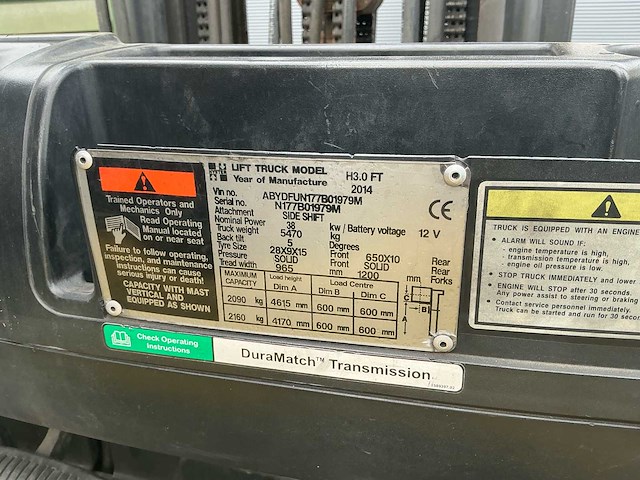 LIFT TRUCK MODEL H3.0 FT
Year of Manufacture 2014
Vin no. ABYDFUN177B01979M
Serial no. N177B01979M
Attachment SIDE SHIFT
Nominal Power 38 kw / Battery voltage 12 V
Truck weight 5470 kg
Back tilt 5 Degrees
Tyre Size 28X9X15 Front 650X10 Rear
Pressure SOLID Front SOLID Rear
Tread width 965 mm 1200 mm Forks
MAXIMUM CAPACITY Load height Dim A Load Centre Dim B Dim C
2090 kg 4615 mm 600 mm 600 mm
2160 kg 4170 mm 600 mm 600 mm
C
B
A
CE
Trained Operators and
Mechanics Only
Read Operating
Manual located
on or near seat
Failure to follow operating,
inspection, and maintenance
instructions can cause
serious injury or death!
CAPACITY WITH MAST
VERTICAL AND
EQUIPPED AS SHOWN
Check Operating
Instructions
DuraMatch™ Transmission
TRUCK IS EQUIPPED WITH AN ENGINE
• ALARM WILL SOUND IF:
- engine temperature is high,
transmission temperature is high,
engine oil pressure is low.
• STOP TRUCK IMMEDIATELY and lower
• ENGINE WILL STOP after 30 seconds.
Any power assist to steering or braking
• Contact service personnel immediately.
Truck can be started and run for 30 second